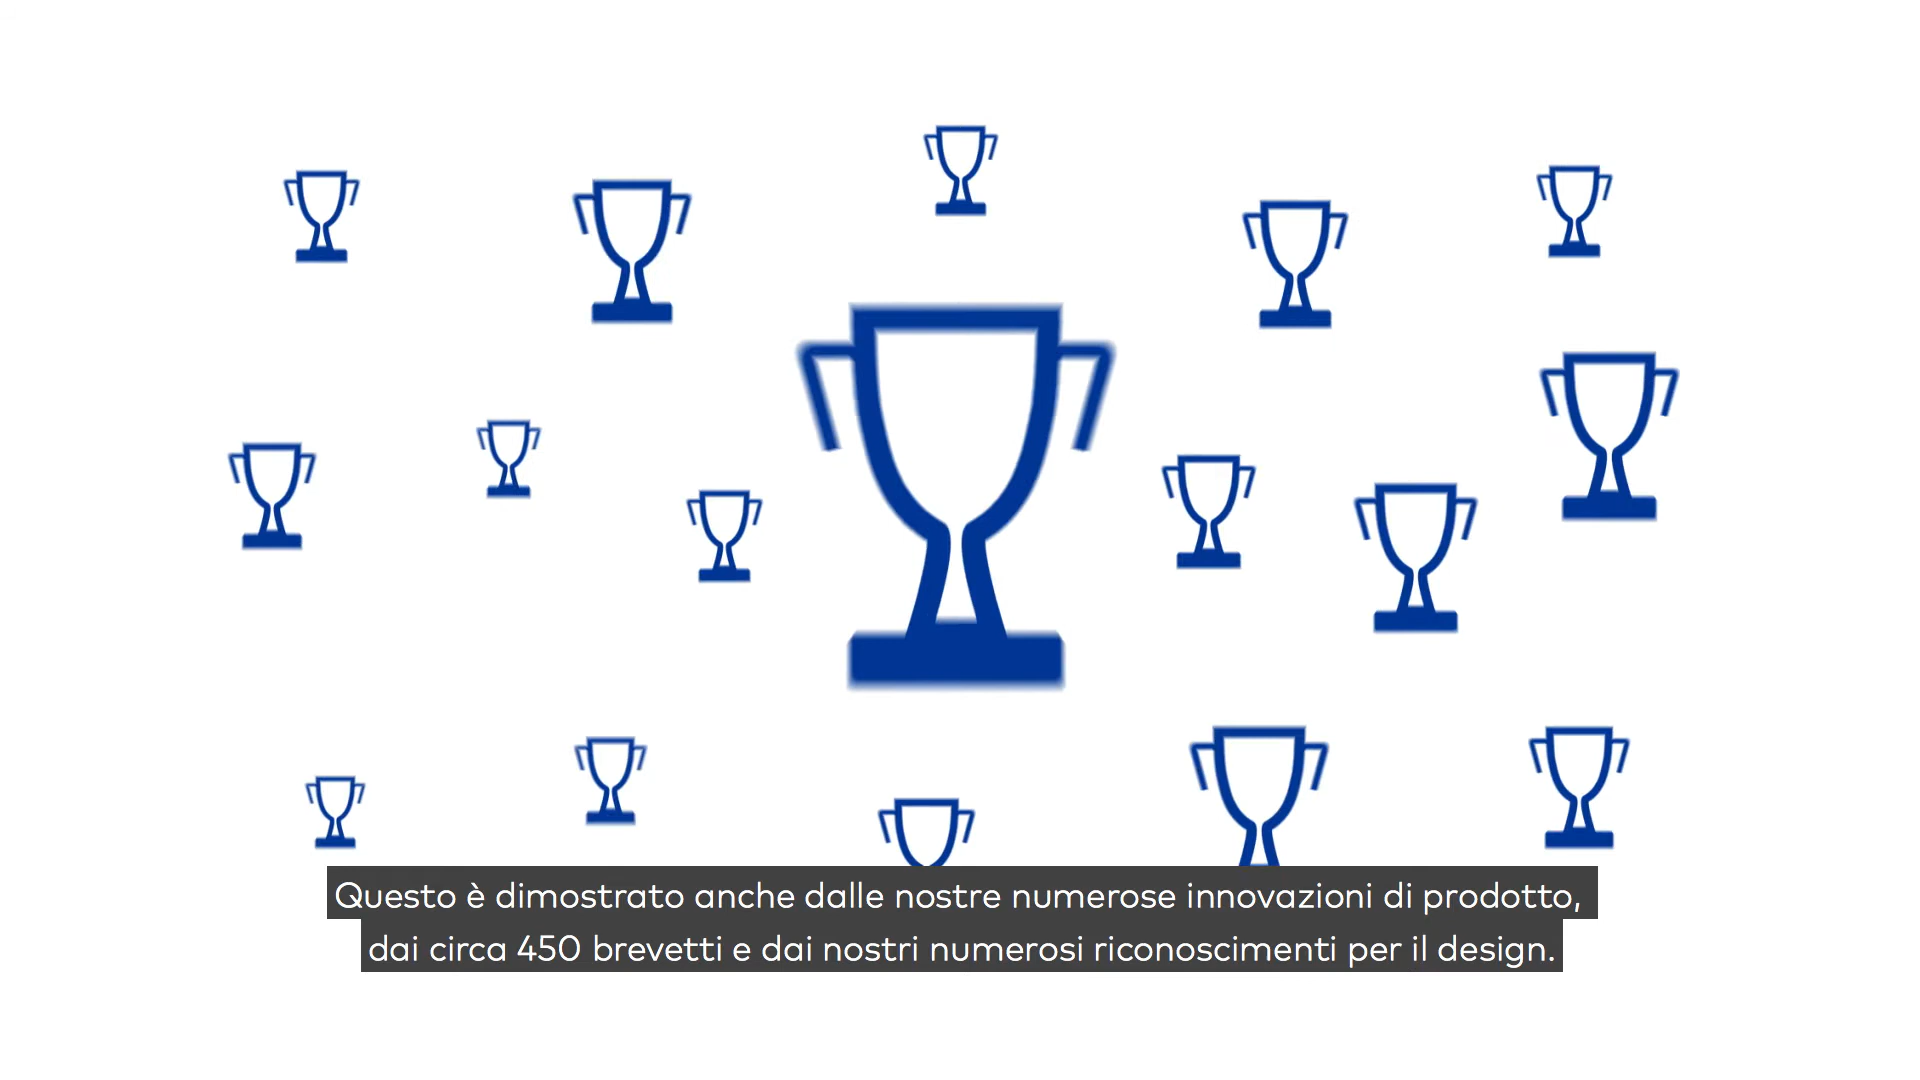 Questo è dimostrato anche dalle nostre numerose innovazioni di prodotto,
dai circa 450 brevetti e dai nostri numerosi riconoscimenti per il design.